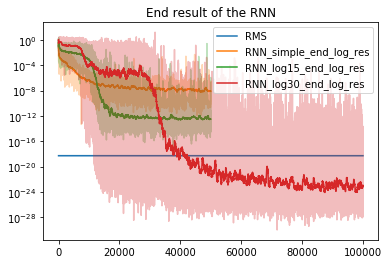 End result of the RNN
RMS
RNN_simple_end_log_res
RNN_log15_end_log_res
RNN_log30_end_log_res
10^0
10^-4
10^-8
10^-12
10^-16
10^-20
10^-24
10^-28
0 20000 40000 60000 80000 100000